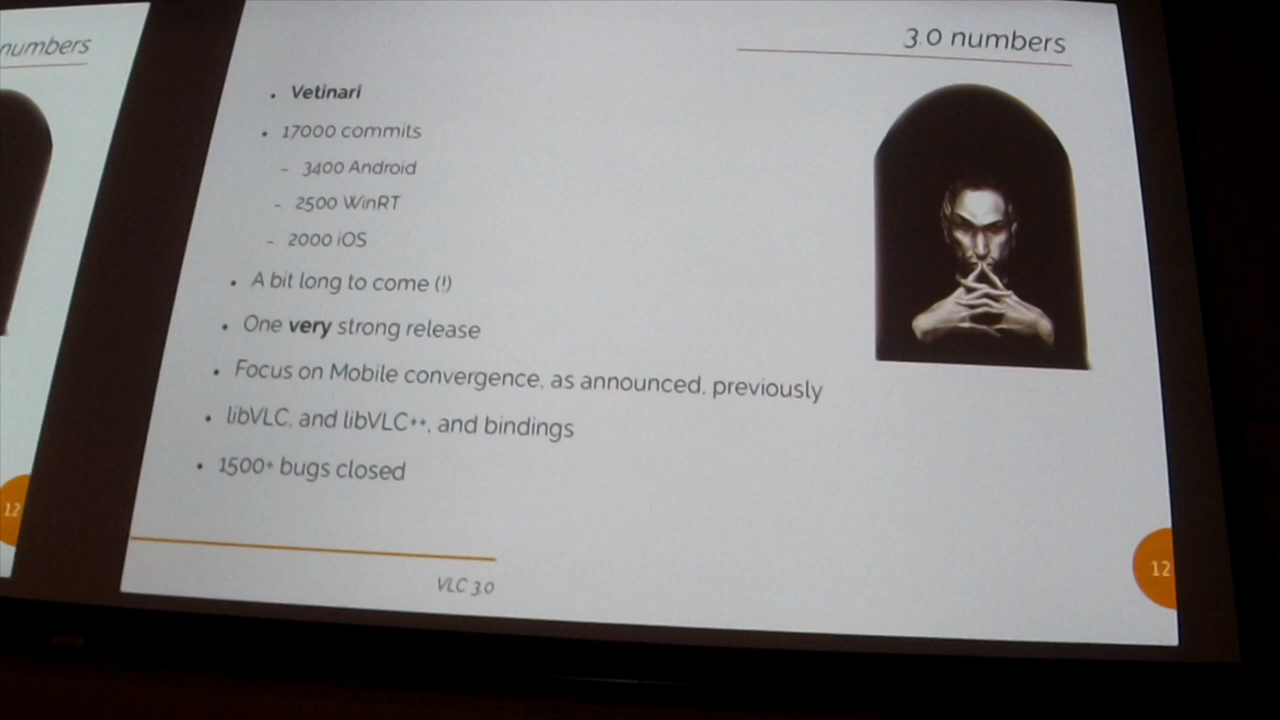 numbers
12
3.0 numbers
• Vetinari
• 17000 commits
– 3400 Android
– 2500 WinRT
– 2000 iOS
• A bit long to come (!)
• One very strong release
• Focus on Mobile convergence, as announced, previously
• libVLC, and libVLC++, and bindings
• 1500+ bugs closed
VLC 3.0
12